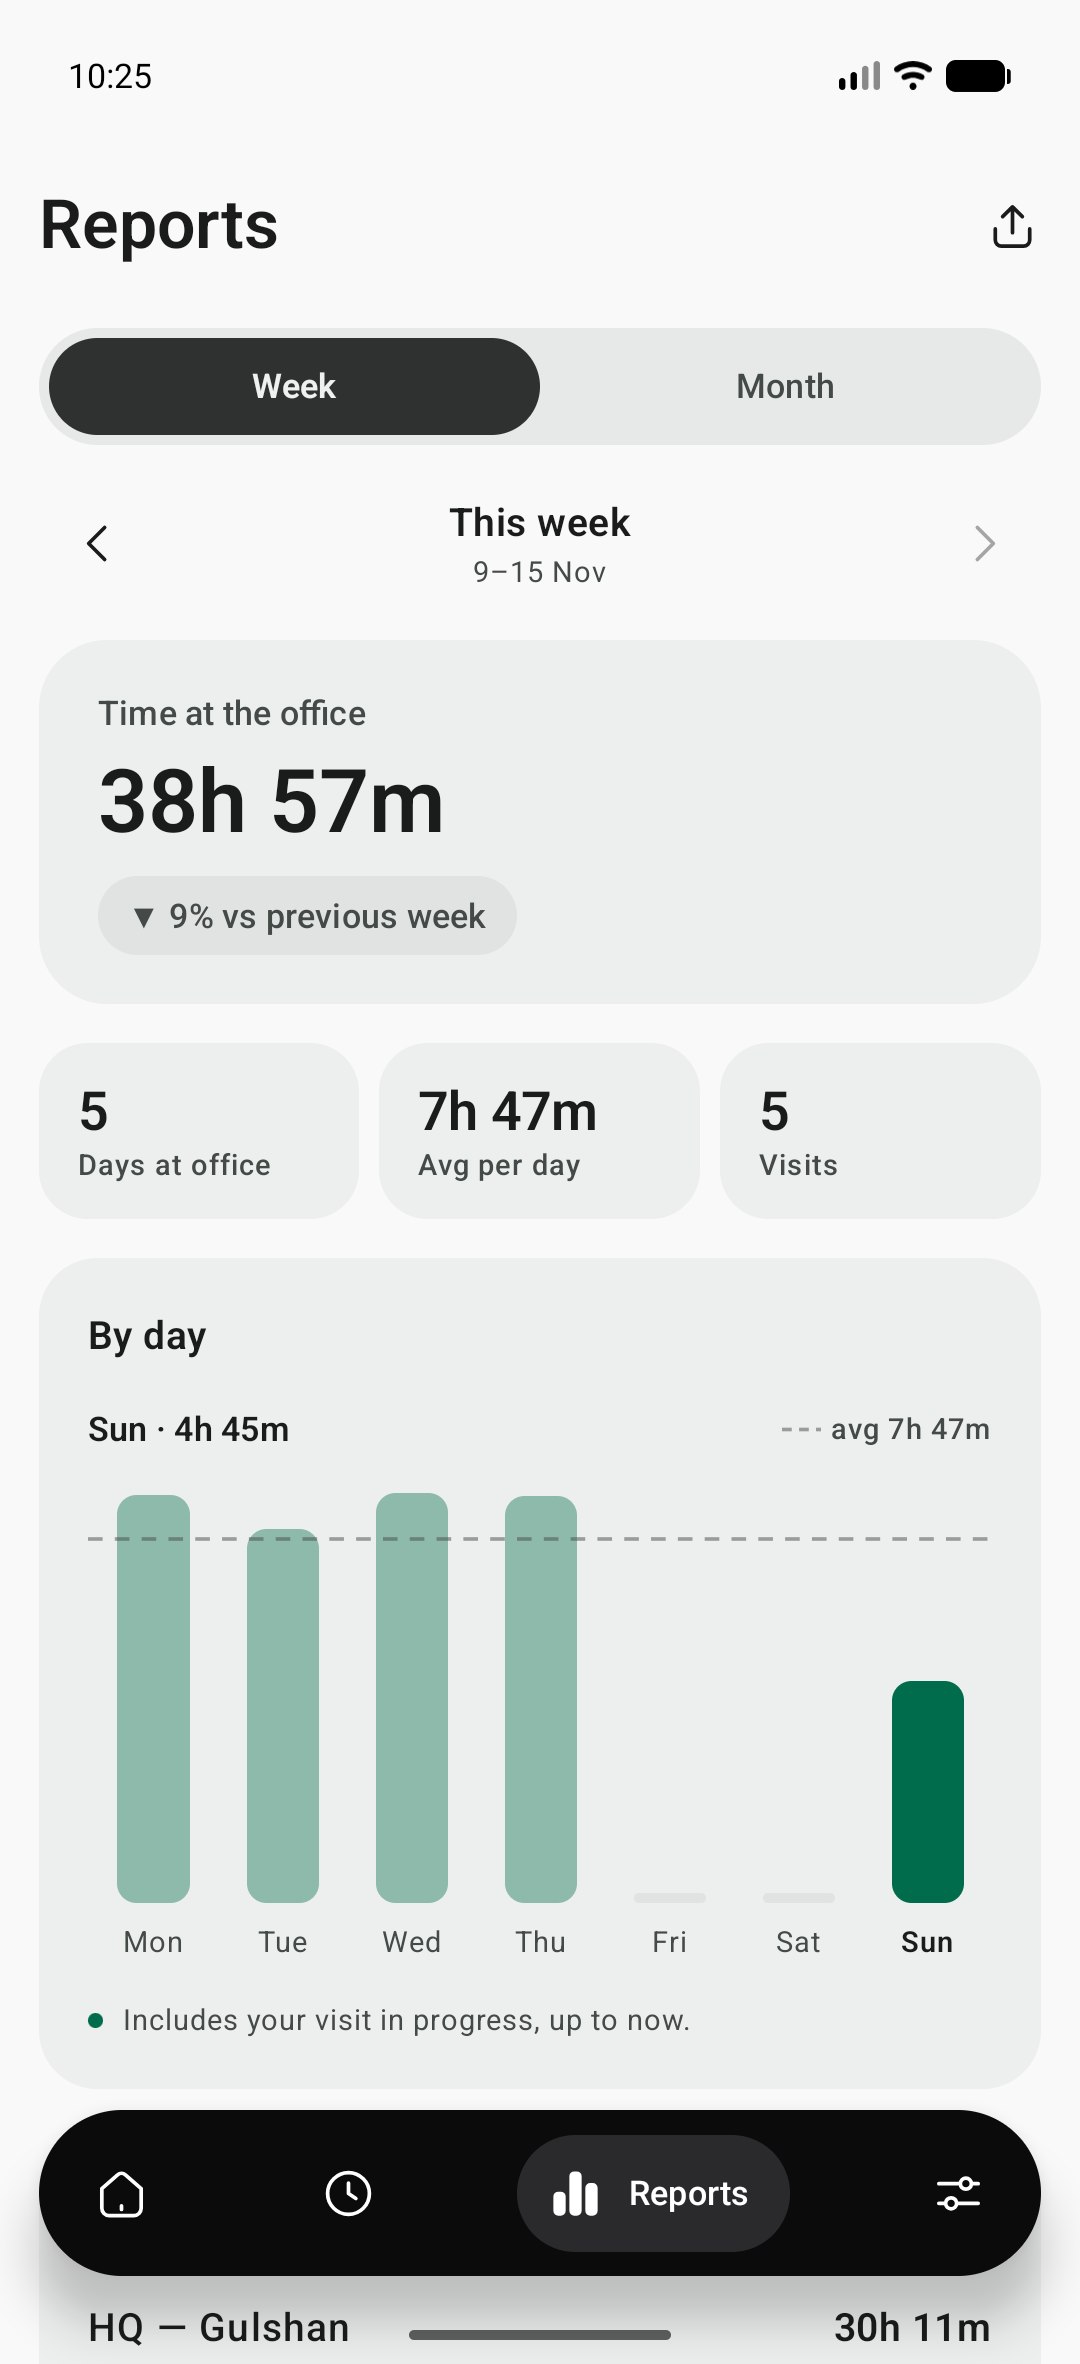 10:25
Reports
Week
Month
This week
9–15 Nov
Time at the office
38h 57m
▼ 9% vs previous week
5
Days at office
7h 47m
Avg per day
5
Visits
By day
Sun · 4h 45m
avg 7h 47m
Mon Tue Wed Thu Fri Sat Sun
Includes your visit in progress, up to now.
Reports
HQ — Gulshan 30h 11m